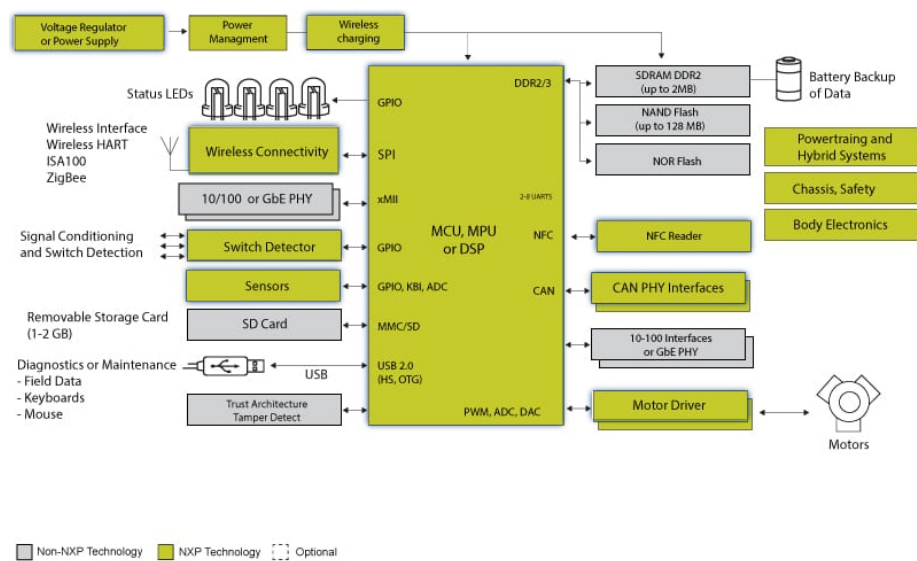 Voltage Regulator
or Power Supply
Power
Managment
Wireless
charging
Status LEDs
GPIO
DDR2/3
SDRAM DDR2
(up to 2MB)
Battery Backup
of Data
NAND Flash
(up to 128 MB)
NOR Flash
Powertraing and
Hybrid Systems
Chassis, Safety
Body Electronics
Wireless Interface
Wireless HART
ISA100
ZigBee
Wireless Connectivity
SPI
10/100 or GbE PHY
xMII
2-8 UARTS
MCU, MPU
or DSP
Signal Conditioning
and Switch Detection
Switch Detector
GPIO
NFC
NFC Reader
Sensors
GPIO, KBI, ADC
CAN
CAN PHY Interfaces
Removable Storage Card
(1-2 GB)
SD Card
MMC/SD
10-100 Interfaces
or GbE PHY
Diagnostics or Maintenance
- Field Data
- Keyboards
- Mouse
USB
USB 2.0
(HS, OTG)
Trust Architecture
Tamper Detect
PWM, ADC, DAC
Motor Driver
Motors
Non-NXP Technology
NXP Technology
Optional